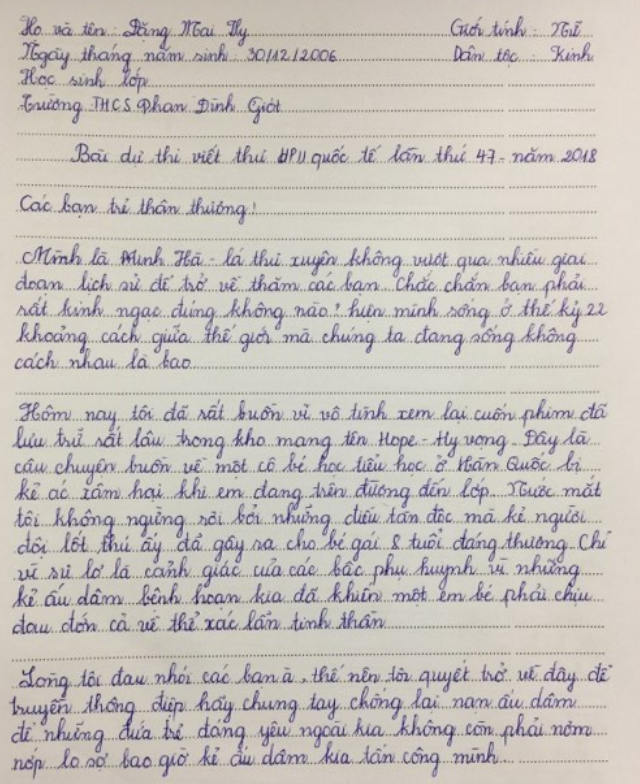 Họ và tên: Đặng Mai Vy Giới tính: Nữ
Ngày tháng năm sinh: 30/12/2006 Dân tộc: Kinh
Học sinh lớp
Trường THCS Phan Đình Giót
Bài dự thi viết thư UPU quốc tế lần thứ 47 - năm 2018
Các bạn trẻ thân thương!
Mình là Minh Hà - lá thư xuyên không vượt qua nhiều giai
đoạn lịch sử để trở về thăm các bạn. Chắc chắn bạn phải
rất kinh ngạc đúng không nào? hiện mình sống ở thế kỷ 22
khoảng cách giữa thế giới mà chúng ta đang sống không
cách nhau là bao
Hôm nay tôi đã rất buồn vì vô tình xem lại cuốn phim đã
lưu trữ rất lâu trong kho mang tên Hope - Hy vọng. Đây là
câu chuyện buồn về một cô bé học tiểu học ở Hàn Quốc bị
kẻ ác xâm hại khi em đang trên đường đến lớp. Nước mắt
tôi không ngừng rơi bởi những điều tàn độc mà kẻ người
đội lốt thú ấy đã gây ra cho bé gái 8 tuổi đáng thương. Chỉ
vì sự lơ là cảnh giác của các bậc phụ huynh vì những
kẻ ấu dâm bệnh hoạn kia đã khiến một em bé phải chịu
đau đớn cả về thể xác lẫn tinh thần
Lòng tôi đau nhói các bạn à, thế nên tôi quyết trở về đây để
truyền thông điệp hãy chung tay chống lại nạn ấu dâm
để những đứa trẻ đáng yêu ngoài kia không còn phải nơm
nớp lo sợ bao giờ kẻ ấu dâm kia tấn công mình